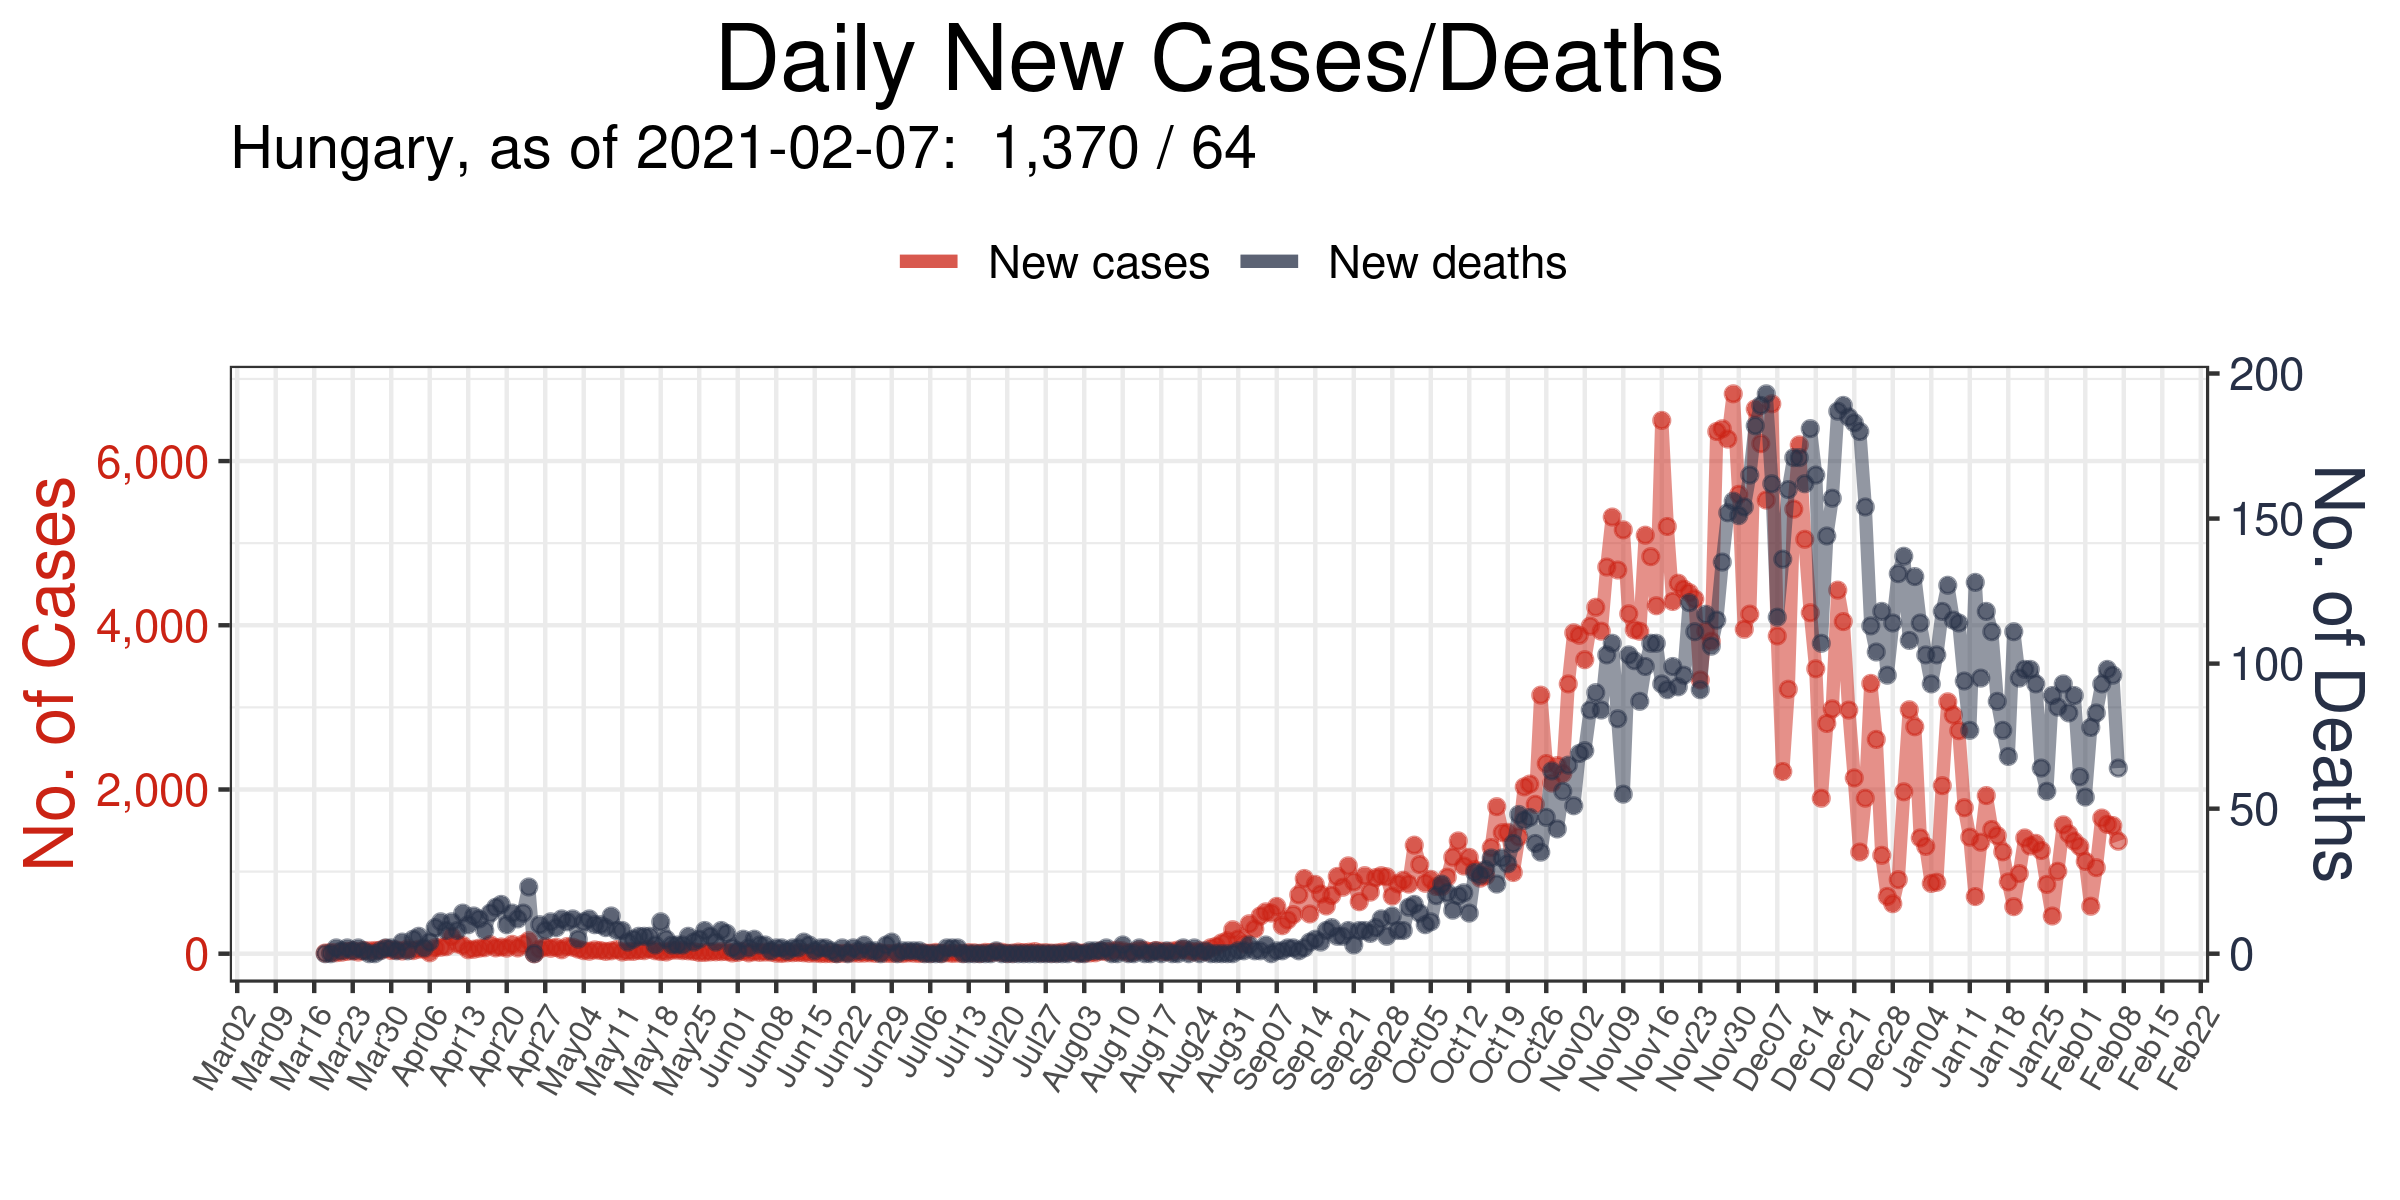 Daily New Cases/Deaths
Hungary, as of 2021-02-07:  1,370 / 64
New cases
New deaths
No. of Cases
6,000
4,000
2,000
0
200
150
100
50
0
No. of Deaths
Mar02
Mar09
Mar16
Mar23
Mar30
Apr06
Apr13
Apr20
Apr27
May04
May11
May18
May25
Jun01
Jun08
Jun15
Jun22
Jun29
Jul06
Jul13
Jul20
Jul27
Aug03
Aug10
Aug17
Aug24
Aug31
Sep07
Sep14
Sep21
Sep28
Oct05
Oct12
Oct19
Oct26
Nov02
Nov09
Nov16
Nov23
Nov30
Dec07
Dec14
Dec21
Dec28
Jan04
Jan11
Jan18
Jan25
Feb01
Feb08
Feb15
Feb22